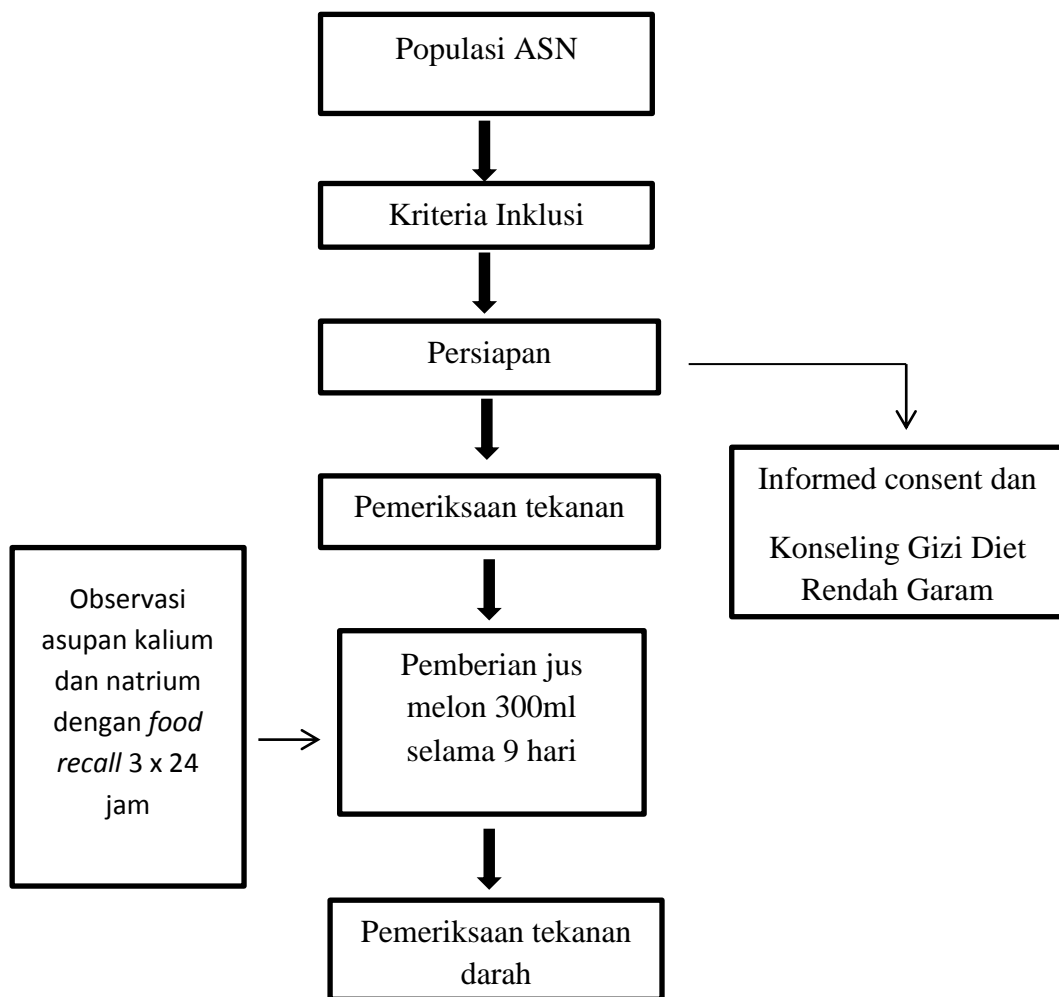 Populasi ASN
Kriteria Inklusi
Persiapan
Informed consent dan
Konseling Gizi Diet
Rendah Garam
Pemeriksaan tekanan
Observasi
asupan kalium
dan natrium
dengan food
recall 3 x 24
jam
Pemberian jus
melon 300ml
selama 9 hari
Pemeriksaan tekanan
darah